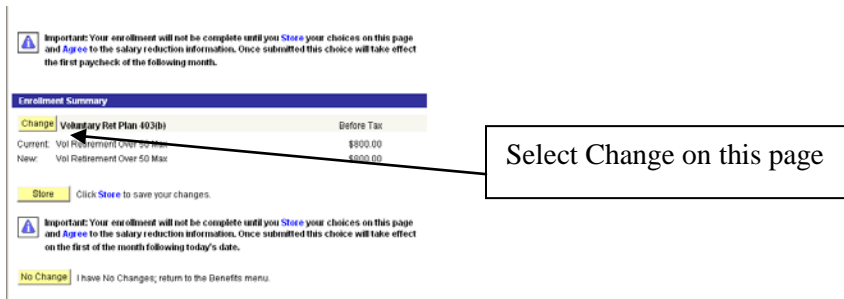 Important: Your enrollment will not be complete until you Store your choices on this page
and Agree to the salary reduction information. Once submitted this choice will take effect
the first paycheck of the following month.
Enrollment Summary
Change Voluntary Ret Plan 403(b) Before Tax
Current: Vol Retirement Over 50 Max $800.00
New: Vol Retirement Over 50 Max $800.00
Select Change on this page
Store Click Store to save your changes.
Important: Your enrollment will not be complete until you Store your choices on this page
and Agree to the salary reduction information. Once submitted this choice will take effect
on the first of the month following today's date.
No Change I have No Changes; return to the Benefits menu.